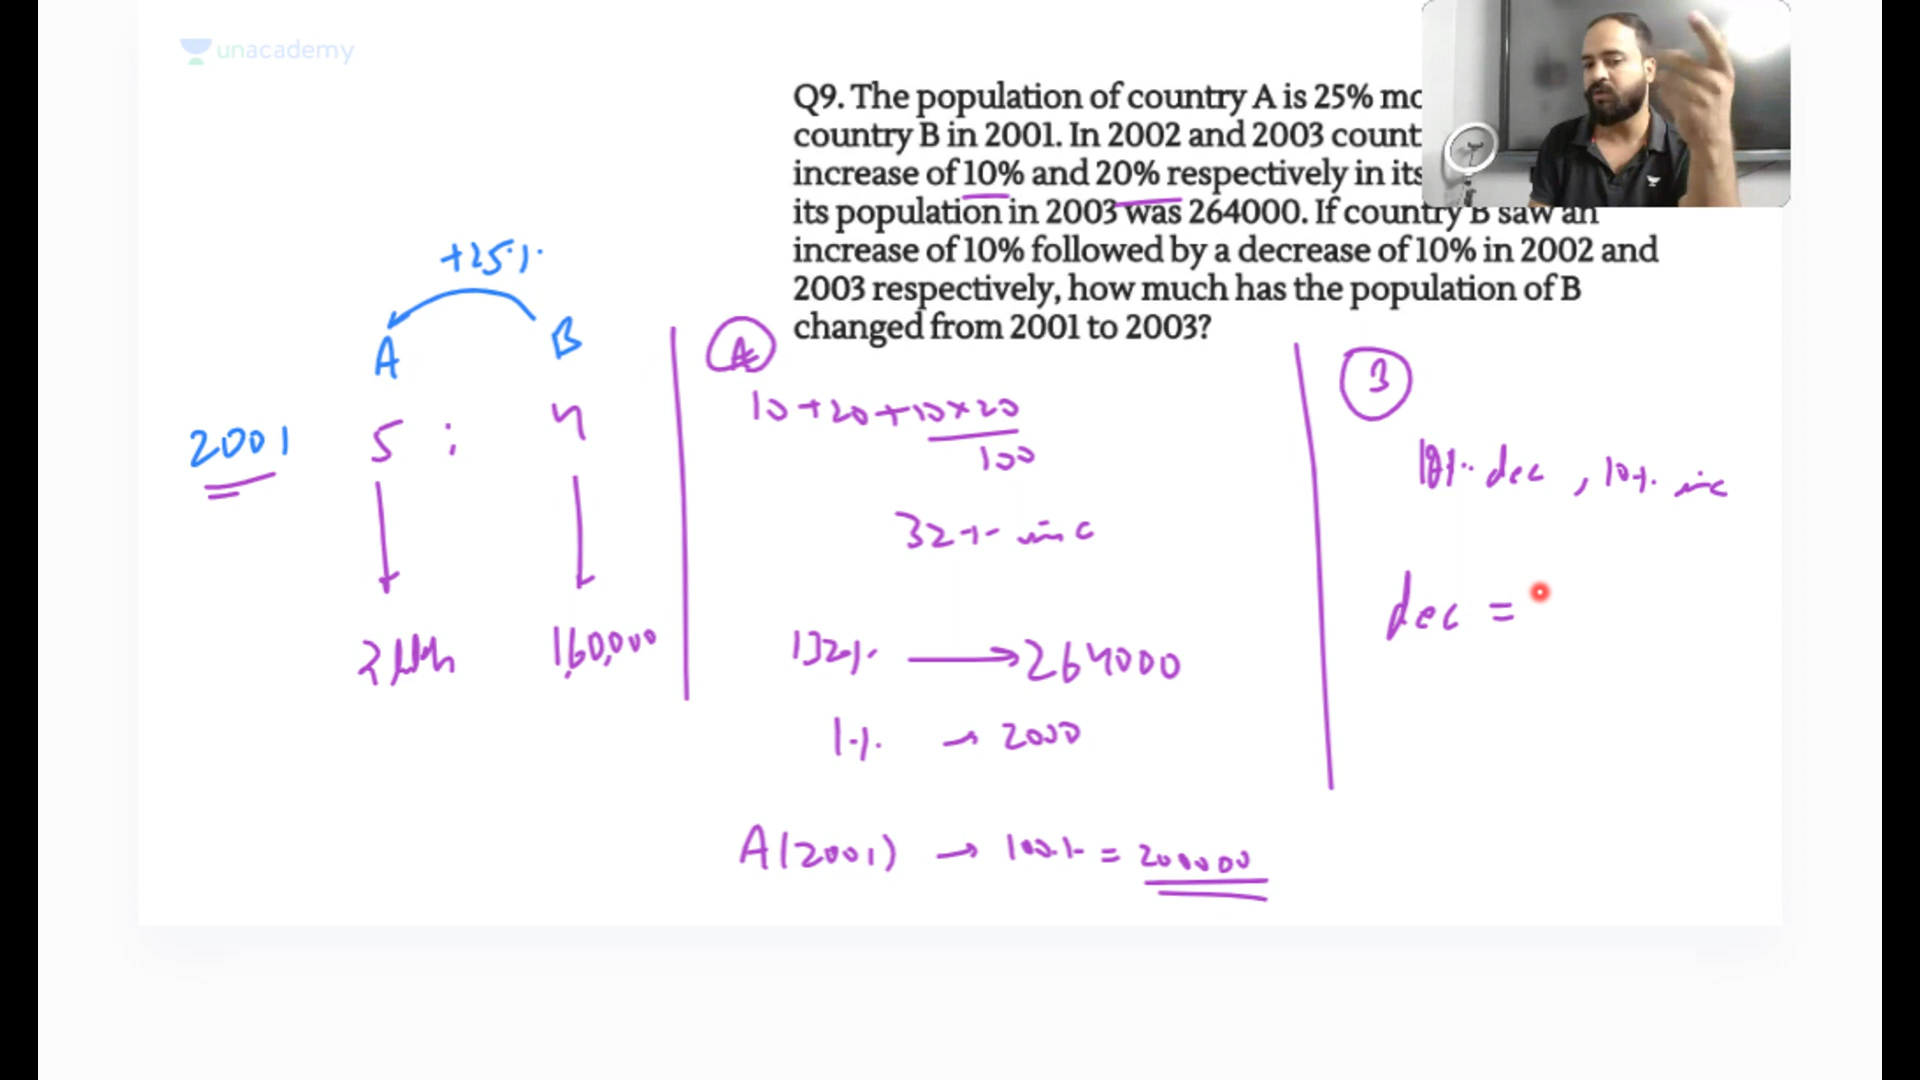 unacademy
Q9. The population of country A is 25% mo
country B in 2001. In 2002 and 2003 count
increase of 10% and 20% respectively in its
its population in 2003 was 264000. If country B saw an
increase of 10% followed by a decrease of 10% in 2002 and
2003 respectively, how much has the population of B
changed from 2001 to 2003?
+25%
A B
2001 5 : 4
2 lakh 160,000
A
10+20+10×20
100
32% inc
132% → 264000
1% → 2000
A(2001) → 100% = 200000
B
10% dec, 10% inc
dec =